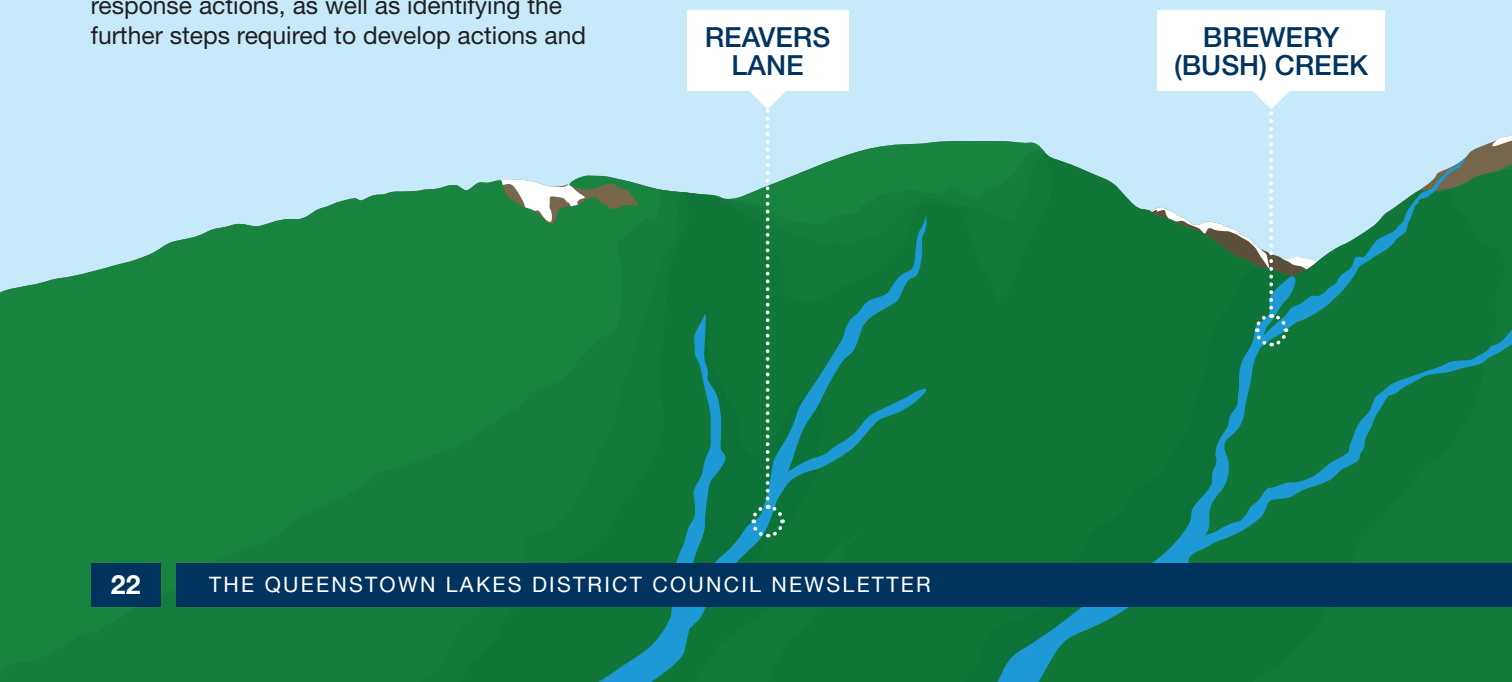 response actions, as well as identifying the
further steps required to develop actions and
REAVERS
LANE
BREWERY
(BUSH) CREEK
22
THE QUEENSTOWN LAKES DISTRICT COUNCIL NEWSLETTER